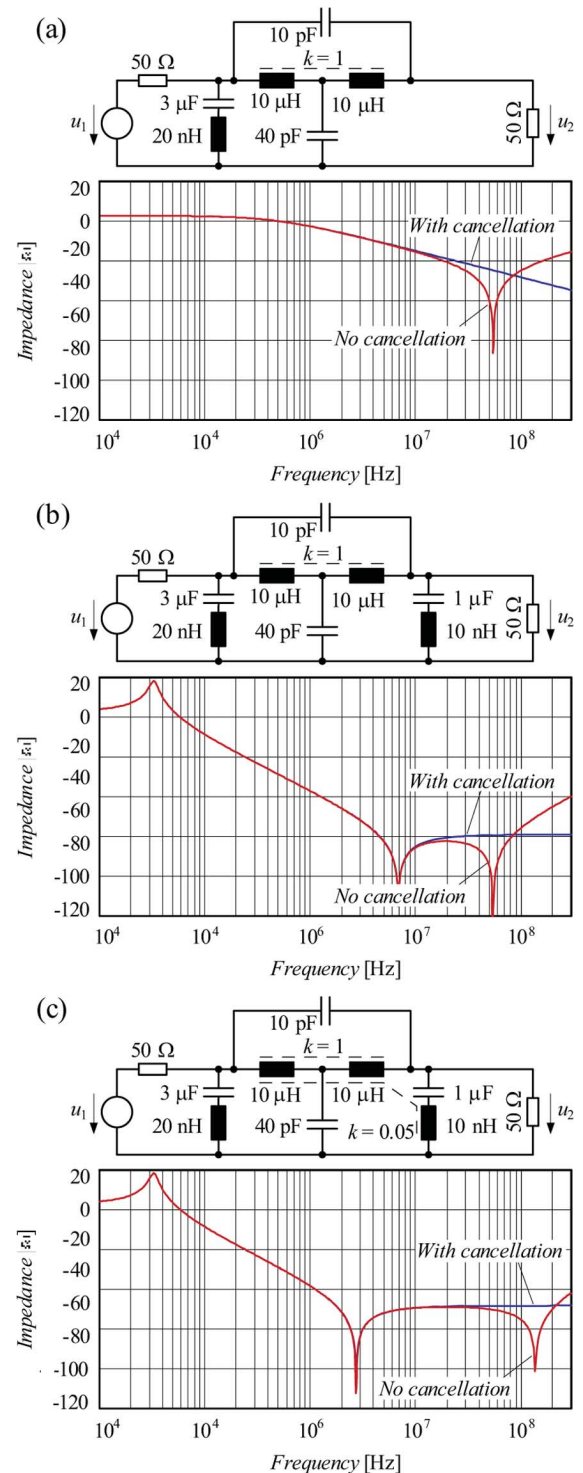 (a)
10 pF
k = 1
50 Ω
3 μF
10 μH
10 μH
20 nH
40 pF
u1
50 Ω
u2
20
0
-20
-40
-60
-80
-100
-120
With cancellation
No cancellation
Impedance
10^4
10^4
10^6
10^7
10^8
Frequency [Hz]
(b)
10 pF
k = 1
50 Ω
3 μF
10 μH
10 μH
1 μF
20 nH
40 pF
10 nH
u1
50 Ω
u2
20
0
-20
-40
-60
-80
-100
-120
With cancellation
No cancellation
Impedance
10^4
10^4
10^6
10^7
10^8
Frequency [Hz]
(c)
10 pF
k = 1
50 Ω
3 μF
10 μH
10 μH
1 μF
20 nH
40 pF
k = 0.05
10 nH
u1
50 Ω
u2
20
0
-20
-40
-60
-80
-100
-120
With cancellation
No cancellation
Impedance
10^4
10^4
10^6
10^7
10^8
Frequency [Hz]